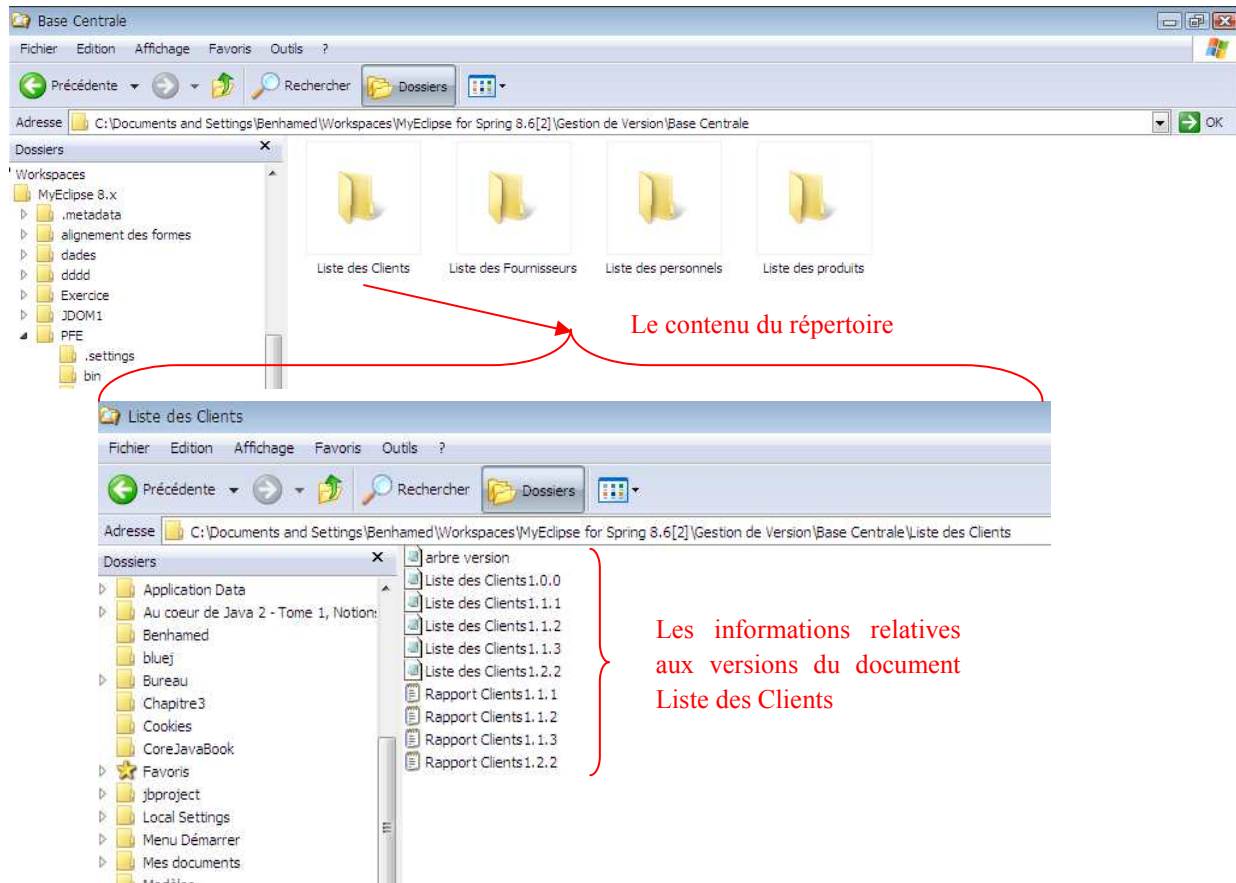 Base Centrale
Fichier Edition Affichage Favoris Outils ?
Précédente Rechercher Dossiers
Adresse C:\Documents and Settings\Benhamed\Workspaces\MyEclipse for Spring 8.6[2]\Gestion de Version\Base Centrale OK
Dossiers X
Workspaces
MyEclipse 8.x
.metadata
alignement des formes
dades
dddd
Exercice
JDOM1
PFE
.settings
bin
Liste des Clients Liste des Fournisseurs Liste des personnels Liste des produits
Le contenu du répertoire
Liste des Clients
Fichier Edition Affichage Favoris Outils ?
Précédente Rechercher Dossiers
Adresse C:\Documents and Settings\Benhamed\Workspaces\MyEclipse for Spring 8.6[2]\Gestion de Version\Base Centrale\Liste des Clients
Dossiers X
Application Data
Au coeur de Java 2 - Tome 1, Notion
Benhamed
bluej
Bureau
Chapitre3
Cookies
CoreJavaBook
Favoris
jbproject
Local Settings
Menu Démarrer
Mes documents
Modèles
arbre version
Liste des Clients1.0.0
Liste des Clients1.1.1
Liste des Clients1.1.2
Liste des Clients1.1.3
Liste des Clients1.2.2
Rapport Clients1.1.1
Rapport Clients1.1.2
Rapport Clients1.1.3
Rapport Clients1.2.2
Les informations relatives
aux versions du document
Liste des Clients